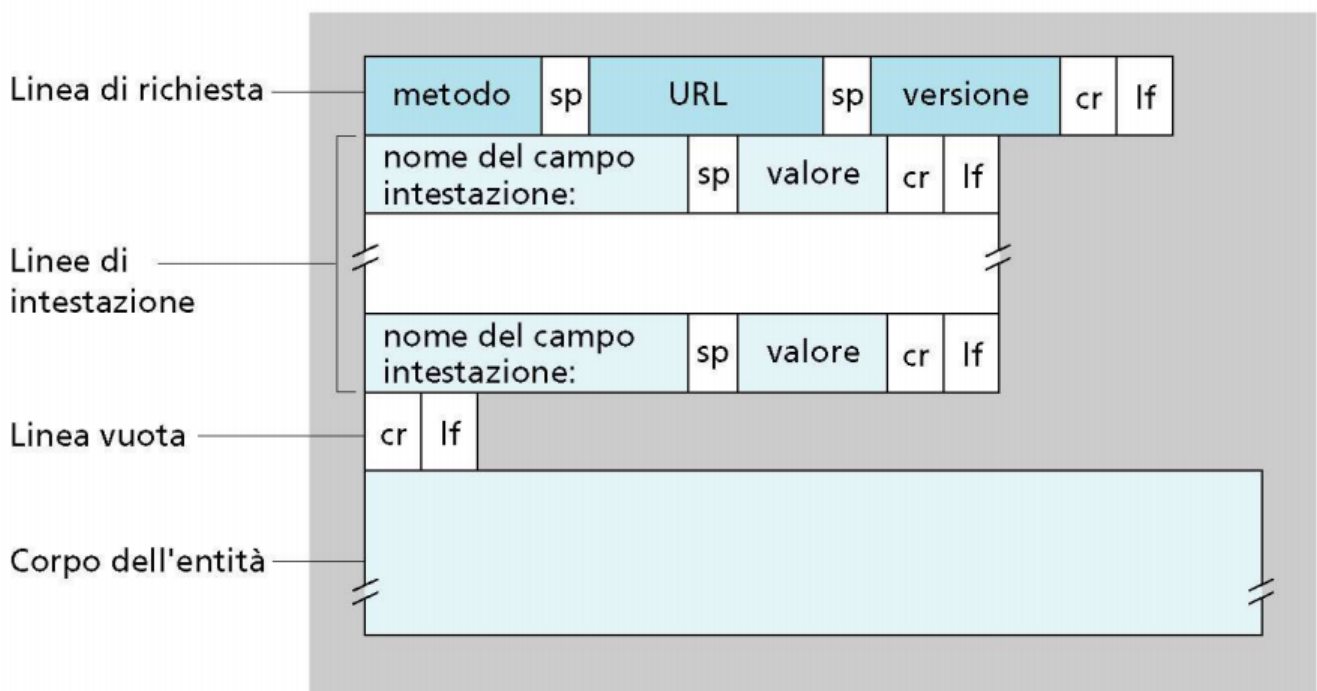 Linea di richiesta
metodo sp URL sp versione cr lf
nome del campo
intestazione: sp valore cr lf
Linee di
intestazione
nome del campo
intestazione: sp valore cr lf
Linea vuota
cr lf
Corpo dell'entità